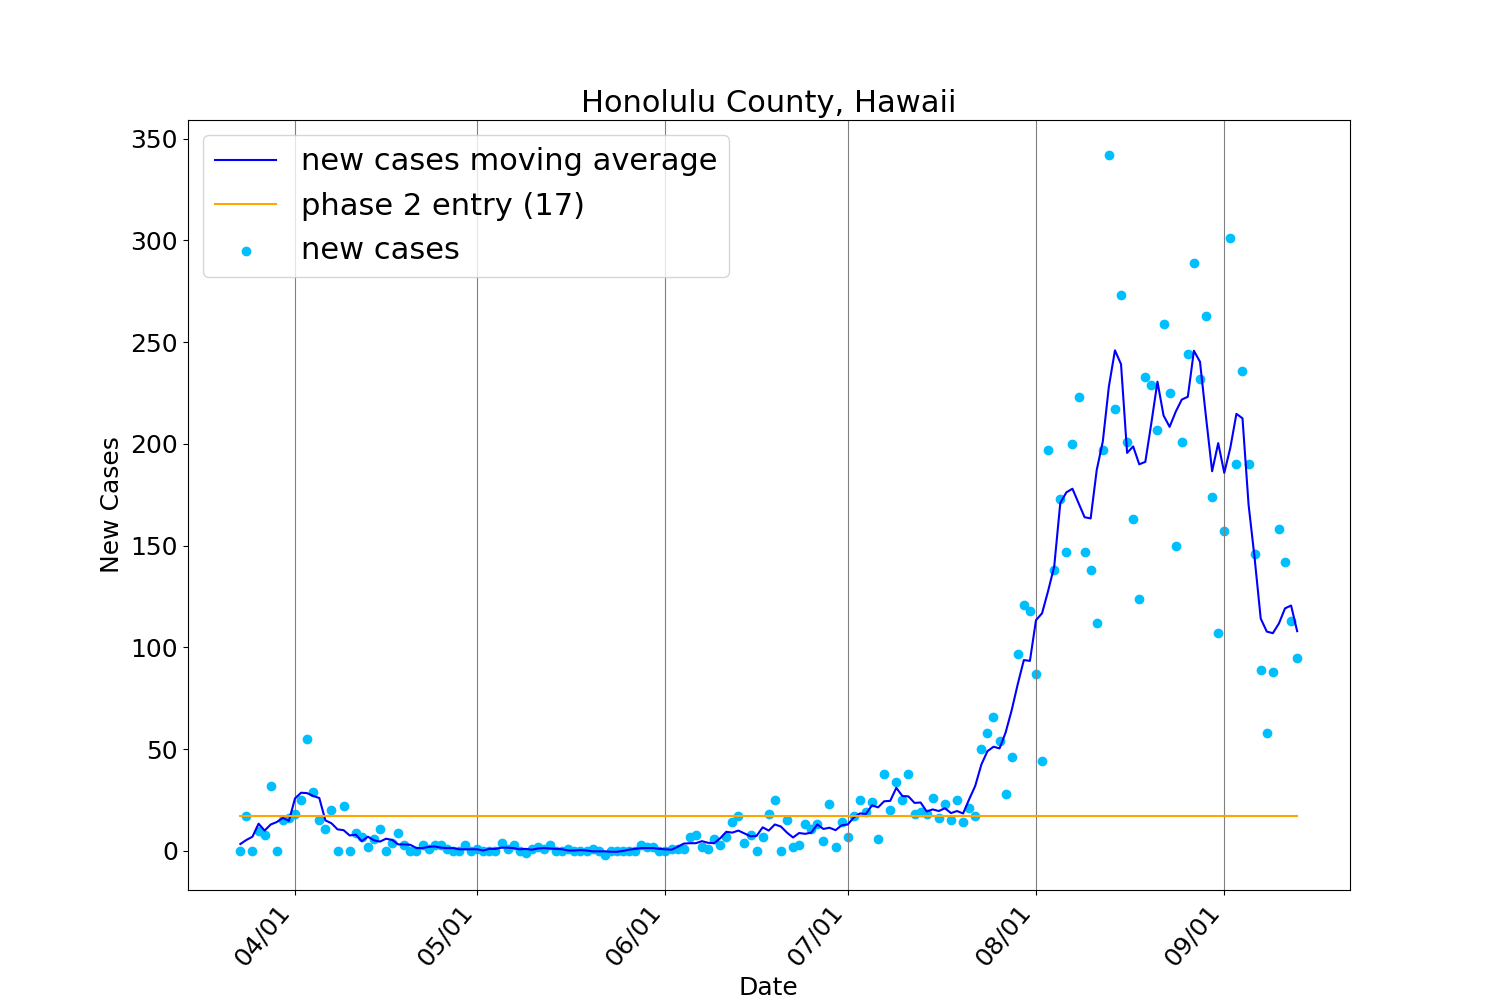 Honolulu County, Hawaii
350
300
250
200
150
100
50
0
New Cases
new cases moving average
phase 2 entry (17)
new cases
04/01
05/01
06/01
07/01
08/01
09/01
Date